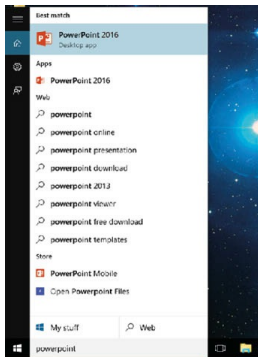 Best match
PowerPoint 2016
Desktop app
Apps
PowerPoint 2016
Web
powerpoint
powerpoint online
powerpoint presentation
powerpoint download
powerpoint 2013
powerpoint viewer
powerpoint free download
powerpoint templates
Store
PowerPoint Mobile
Open Powerpoint Files
My stuff
Web
powerpoint